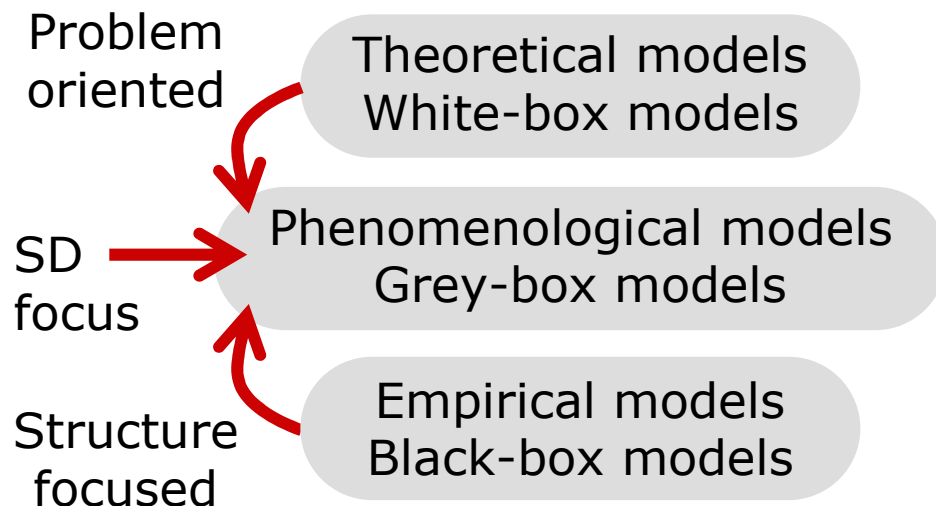 Problem
oriented
Theoretical models
White-box models
SD
focus
Phenomenological models
Grey-box models
Structure
focused
Empirical models
Black-box models